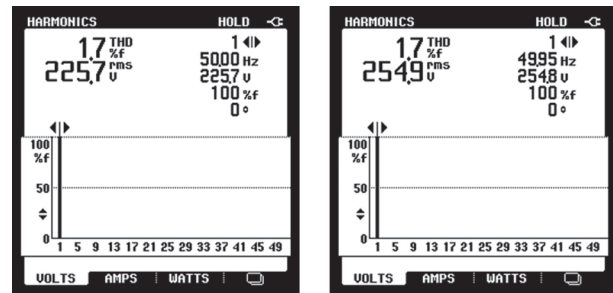 HARMONICS HOLD
1,7 THD %f 1
225,7 rms V 50,00 Hz
225,7 V
100 %f
0 °
100 %f
50
0
1 5 9 13 17 21 25 29 33 37 41 45 49
VOLTS AMPS WATTS
HARMONICS HOLD
1,7 THD %f 1
254,9 rms V 49,95 Hz
254,8 V
100 %f
0 °
100 %f
50
0
1 5 9 13 17 21 25 29 33 37 41 45 49
VOLTS AMPS WATTS